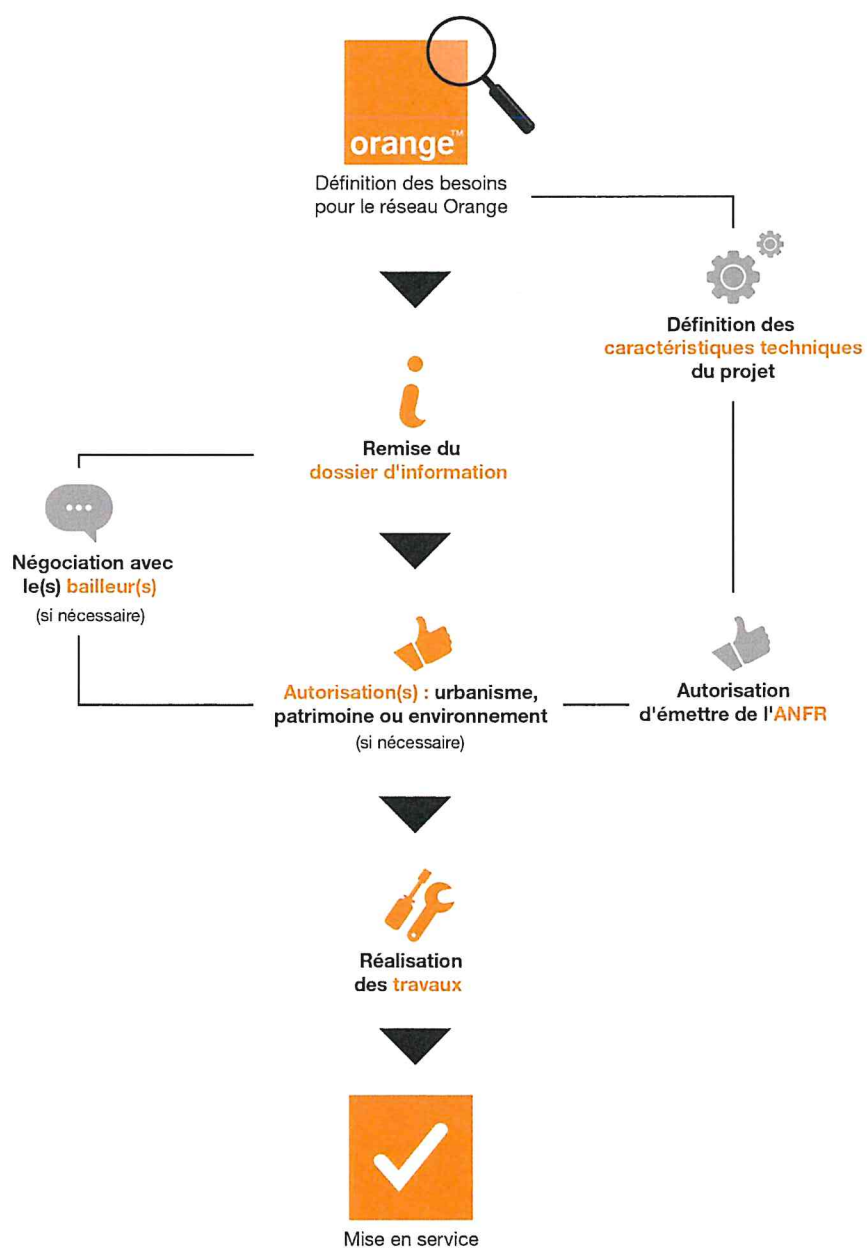 orange™
Définition des besoins
pour le réseau Orange
Définition des
caractéristiques techniques
du projet
Remise du
dossier d'information
Négociation avec
le(s) bailleur(s)
(si nécessaire)
Autorisation(s) : urbanisme,
patrimoine ou environnement
(si nécessaire)
Autorisation
d'émettre de l'ANFR
Réalisation
des travaux
Mise en service